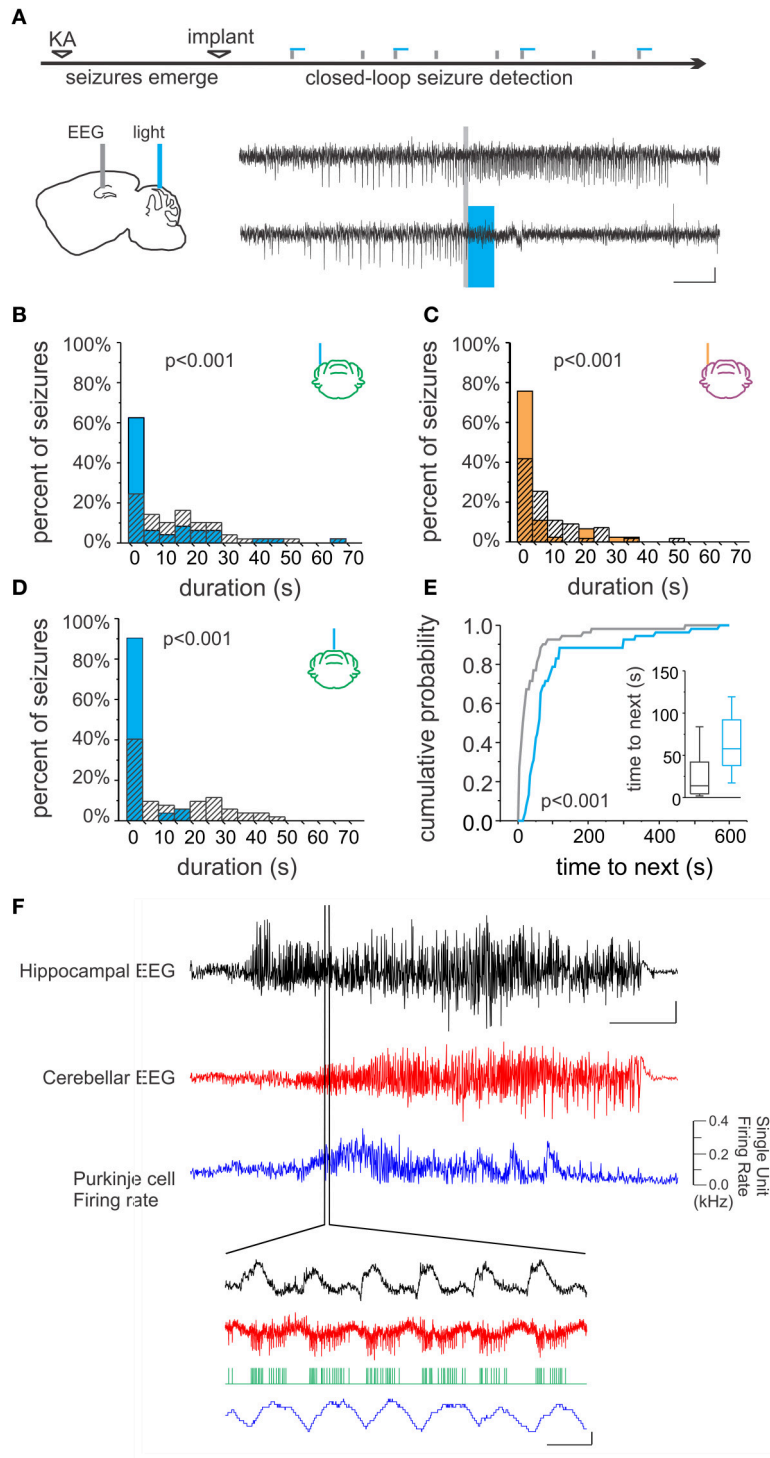 A
KA
implant
seizures emerge
closed-loop seizure detection
EEG
light
B
100%
80%
60%
40%
20%
0%
percent of seizures
p<0.001
0 10 20 30 40 50 60 70
duration (s)
C
100%
80%
60%
40%
20%
0%
percent of seizures
p<0.001
0 10 20 30 40 50 60 70
duration (s)
D
100%
80%
60%
40%
20%
0%
percent of seizures
p<0.001
0 10 20 30 40 50 60 70
duration (s)
E
1.0
0.8
0.6
0.4
0.2
0.0
cumulative probability
p<0.001
0 200 400 600
time to next (s)
150
100
50
0
time to next (s)
F
Hippocampal EEG
Cerebellar EEG
Purkinje cell
Firing rate
0.4
0.2
0.0
(kHz)
Single Unit
Firing Rate